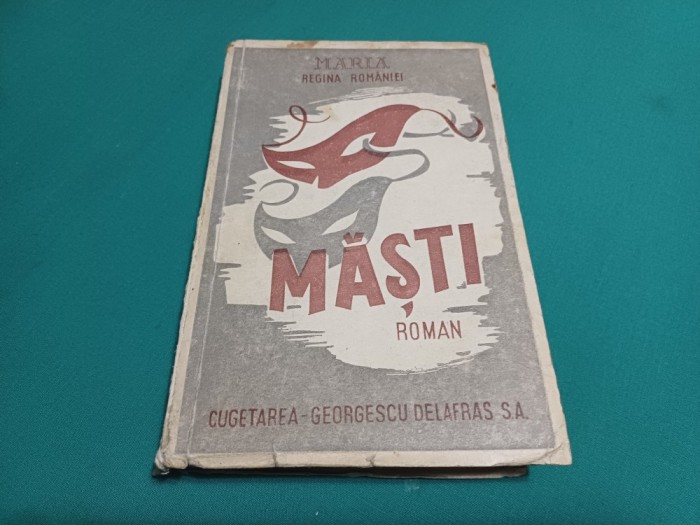 MARIA
REGINA ROMÂNIEI
MĂȘTI
ROMAN
CUGETAREA-GEORGESCU DELAFRAS S.A.